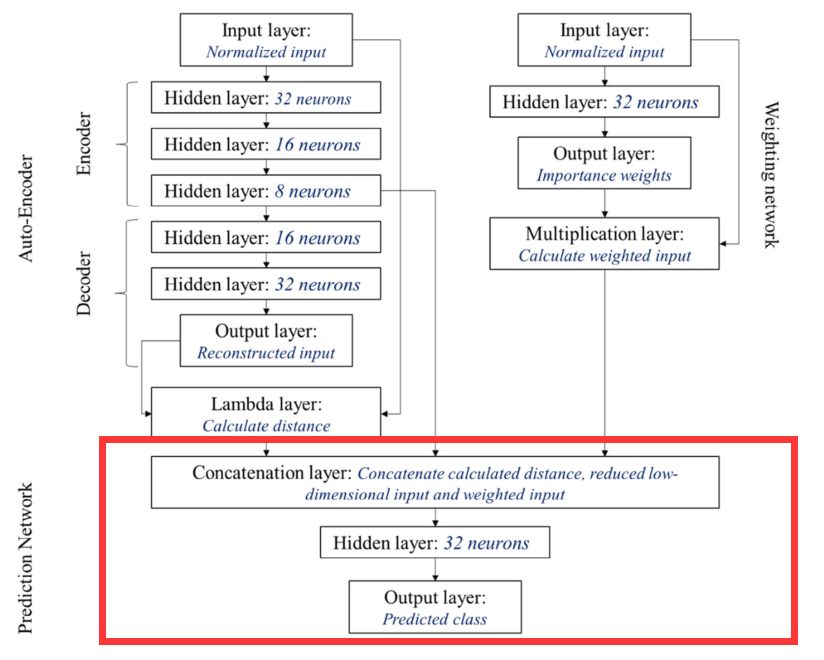 Input layer:
Normalized input
Hidden layer: 32 neurons
Hidden layer: 16 neurons
Hidden layer: 8 neurons
Hidden layer: 16 neurons
Hidden layer: 32 neurons
Output layer:
Reconstructed input
Lambda layer:
Calculate distance
Encoder
Decoder
Auto-Encoder
Input layer:
Normalized input
Hidden layer: 32 neurons
Output layer:
Importance weights
Multiplication layer:
Calculate weighted input
Weighting network
Concatenation layer: Concatenate calculated distance, reduced low-
dimensional input and weighted input
Hidden layer: 32 neurons
Output layer:
Predicted class
Prediction Network